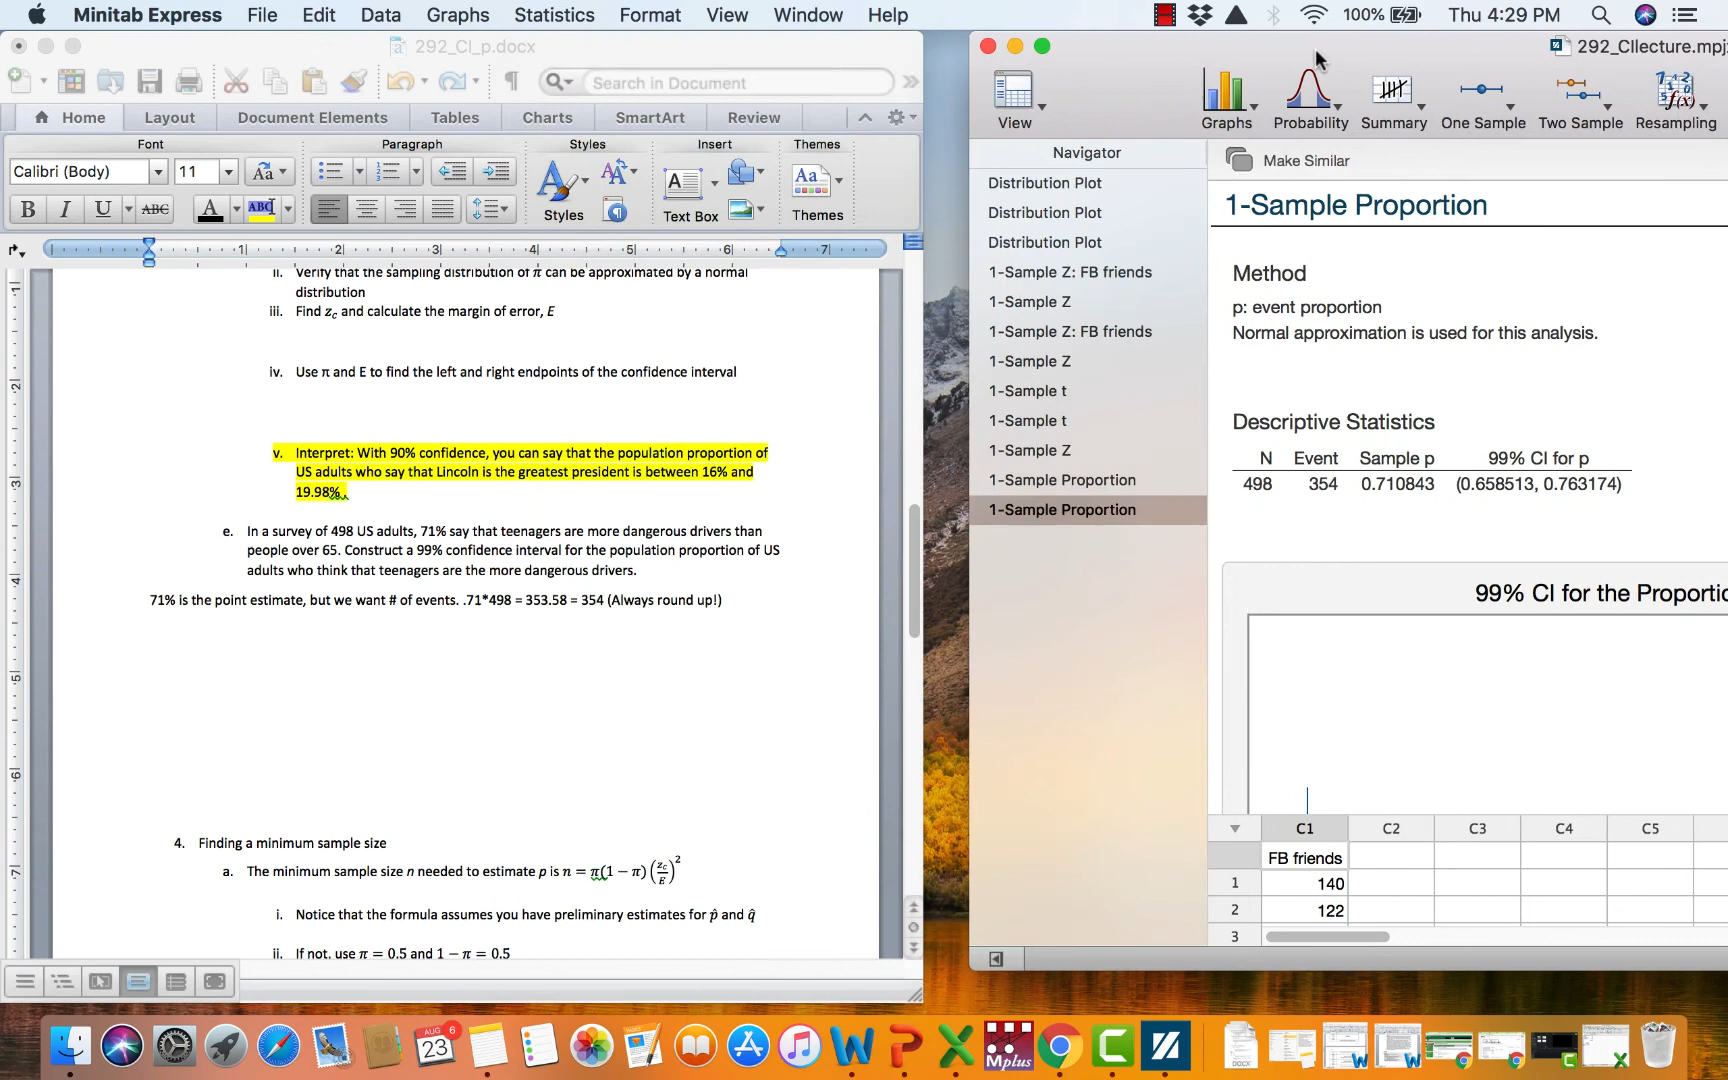 Minitab Express File Edit Data Graphs Statistics Format View Window Help 100% Thu 4:29 PM
292_CI_p.docx
Search in Document
Home Layout Document Elements Tables Charts SmartArt Review
Font Paragraph Styles Insert Themes
Calibri (Body) 11 Aa
B I U ABC A ABC Styles A Text Box Aa Themes
ii. Verify that the sampling distribution of π can be approximated by a normal
distribution
iii. Find z_c and calculate the margin of error, E
iv. Use π and E to find the left and right endpoints of the confidence interval
v. Interpret: With 90% confidence, you can say that the population proportion of
US adults who say that Lincoln is the greatest president is between 16% and
19.98%.
e. In a survey of 498 US adults, 71% say that teenagers are more dangerous drivers than
people over 65. Construct a 99% confidence interval for the population proportion of US
adults who think that teenagers are the more dangerous drivers.
71% is the point estimate, but we want # of events. .71*498 = 353.58 = 354 (Always round up!)
4. Finding a minimum sample size
a. The minimum sample size n needed to estimate p is n = π(1 − π) (z_c/E)²
i. Notice that the formula assumes you have preliminary estimates for p̂ and q̂
ii. If not, use π = 0.5 and 1 − π = 0.5
292_CIlecture.mpj
View Graphs Probability Summary One Sample Two Sample Resampling
Navigator
Distribution Plot
Distribution Plot
Distribution Plot
1-Sample Z: FB friends
1-Sample Z
1-Sample Z: FB friends
1-Sample Z
1-Sample t
1-Sample t
1-Sample Z
1-Sample Proportion
1-Sample Proportion
Make Similar
1-Sample Proportion
Method
p: event proportion
Normal approximation is used for this analysis.
Descriptive Statistics
N Event Sample p 99% CI for p
498 354 0.710843 (0.658513, 0.763174)
99% CI for the Proportio
C1 C2 C3 C4 C5
FB friends
1 140
2 122
3
AUG 6
23
Mplus